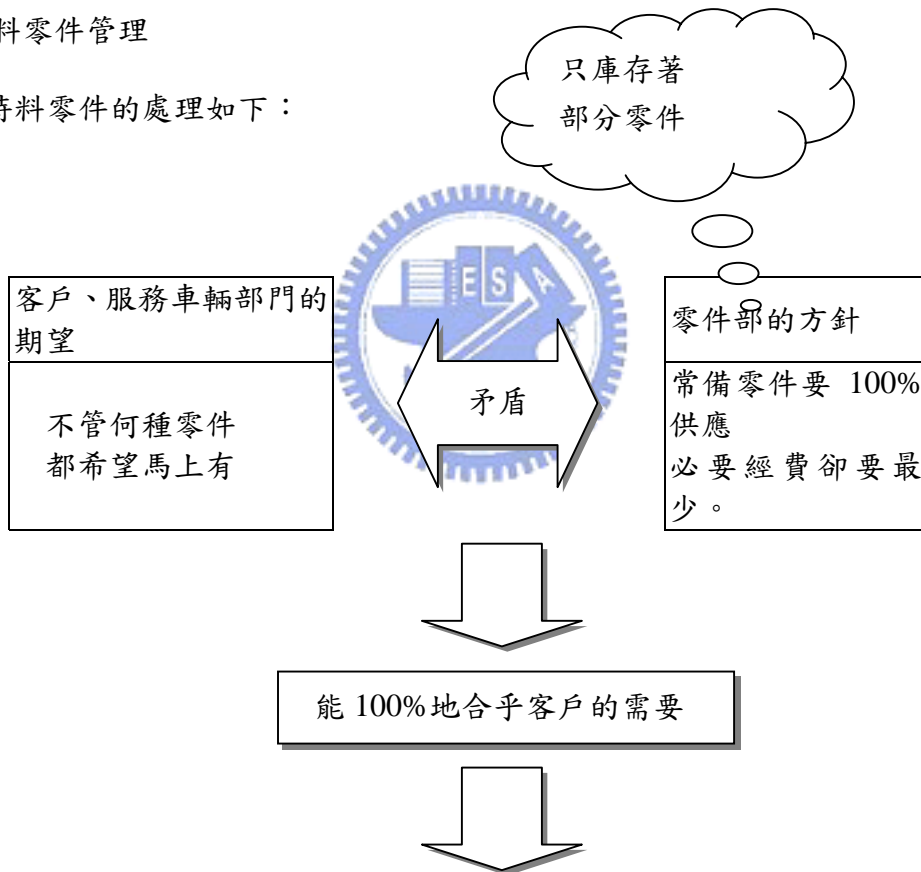 料零件管理
待料零件的處理如下：
只庫存著
部分零件
ESA
客戶、服務車輛部門的
期望
不管何種零件
都希望馬上有
矛盾
零件部的方針
常備零件要 100%
供應
必要經費卻要最
少。
能 100%地合乎客戶的需要